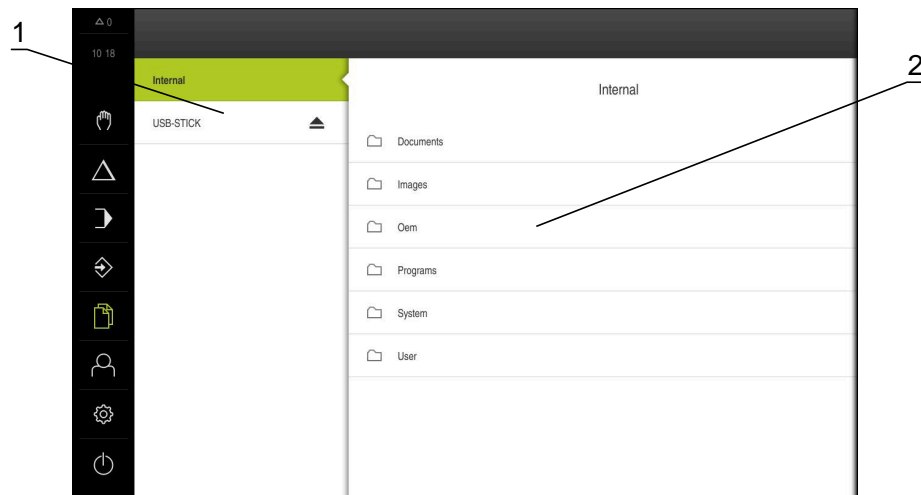 1
△ 0
10 18
Internal
USB-STICK
2
Internal
Documents
Images
Oem
Programs
System
User